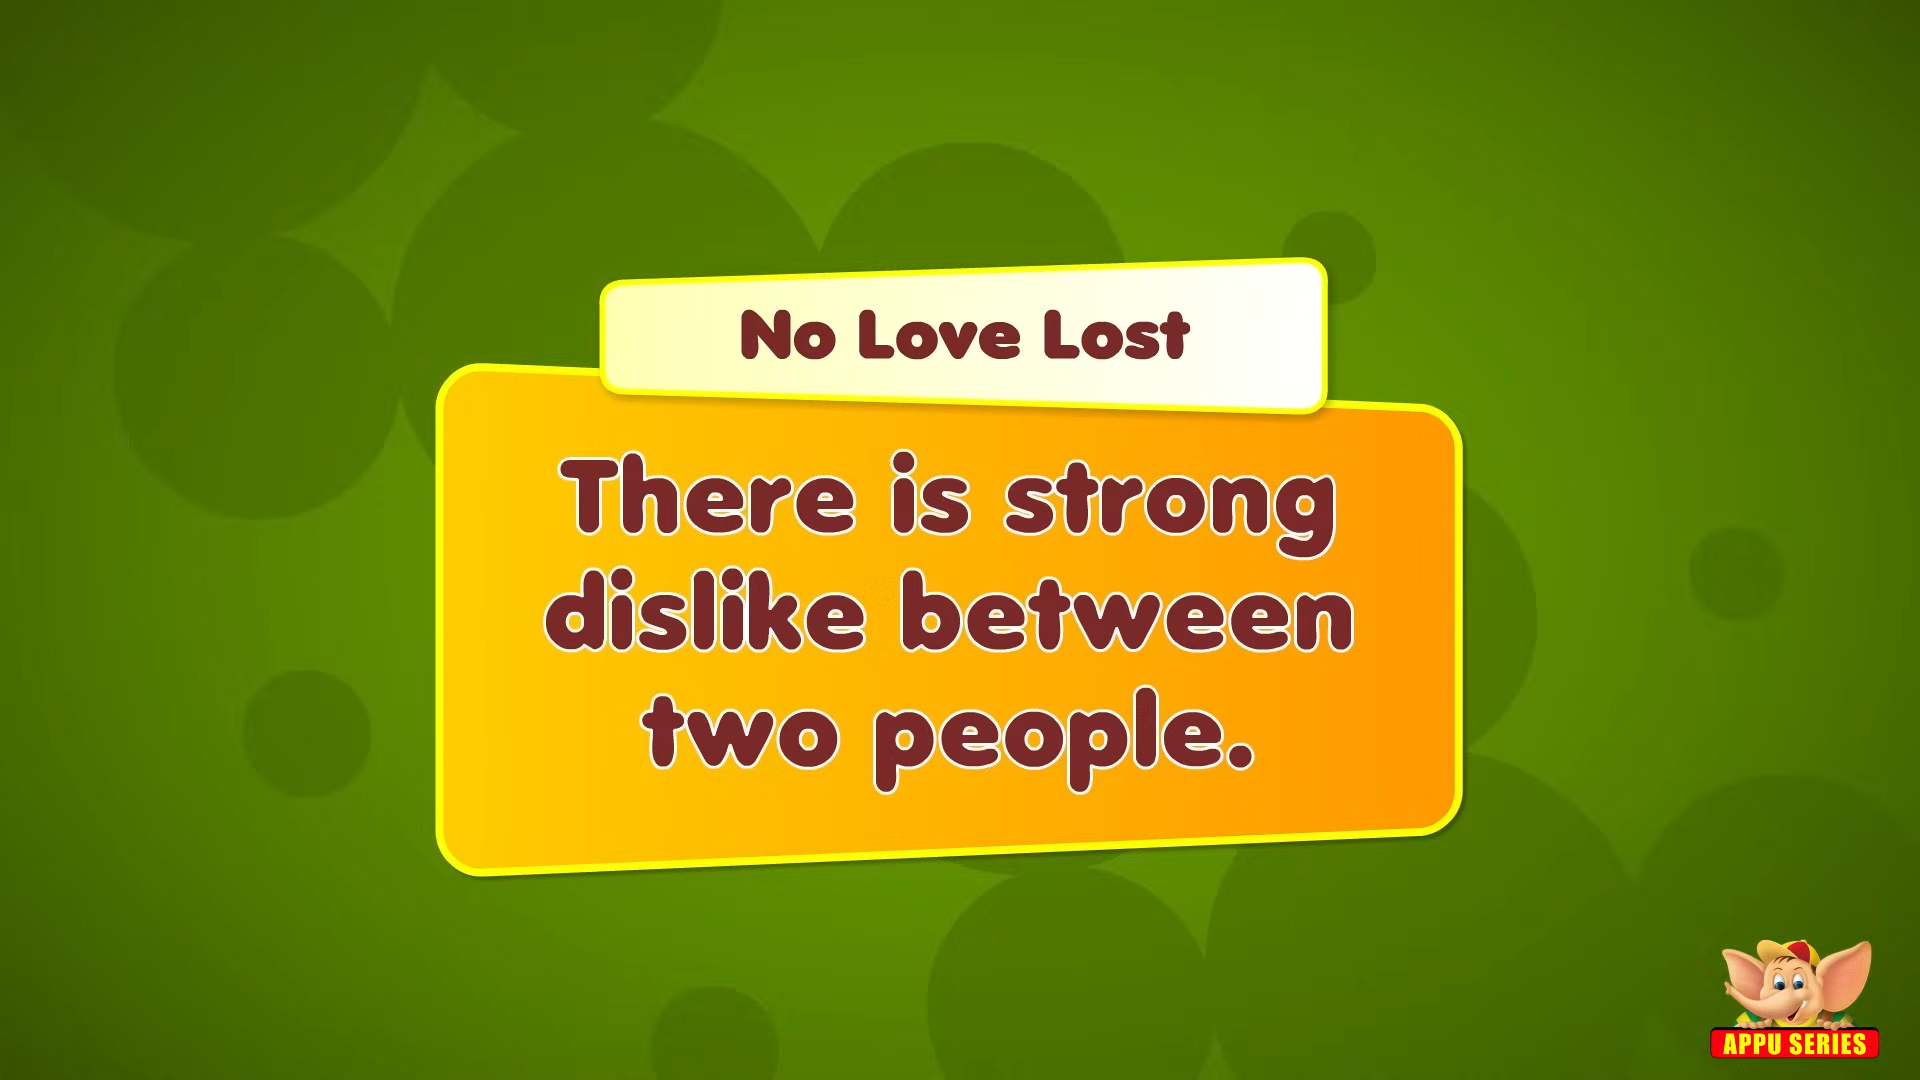 No Love Lost
There is strong
dislike between
two people.
APPU SERIES